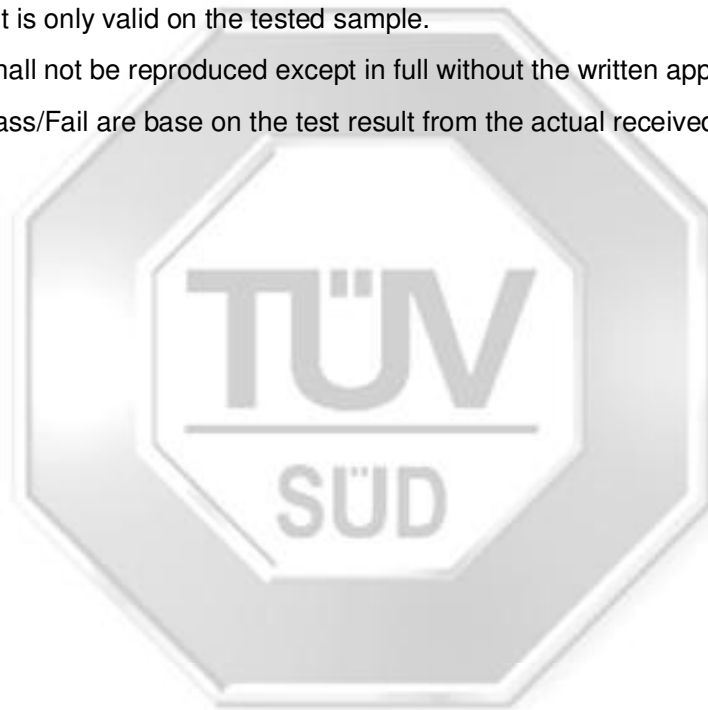 t is only valid on the tested sample.
hall not be reproduced except in full without the written app
ass/Fail are base on the test result from the actual received
TÜV
SÜD